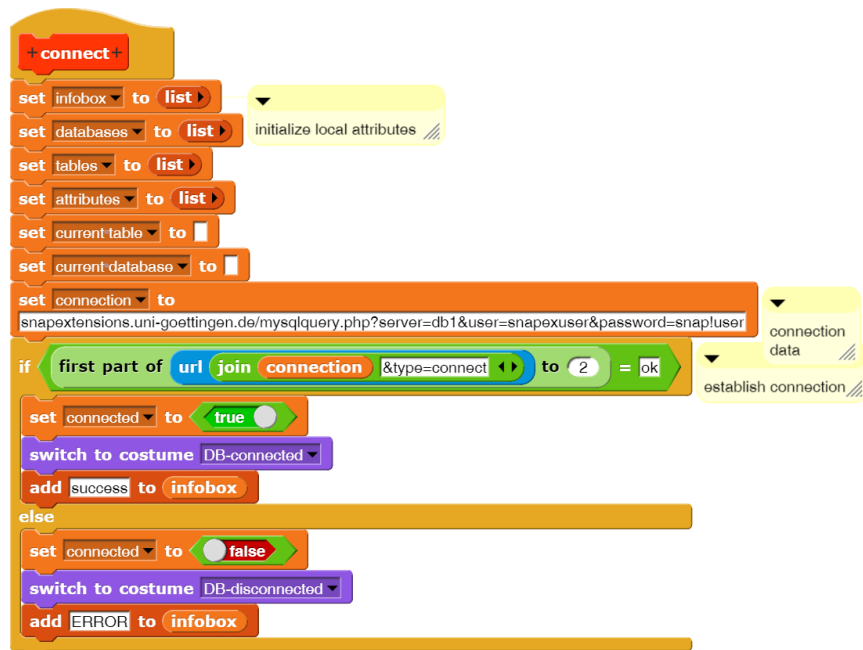 +connect+
set infobox to list
initialize local attributes
set databases to list
set tables to list
set attributes to list
set current-table to
set current-database to
set connection to
snapextensions.uni-goettingen.de/mysqlquery.php?server=db1&user=snapexuser&password=snap!user
connection
data
if first part of url join connection &type=connect to 2 = ok
establish connection
set connected to true
switch to costume DB-connected
add success to infobox
else
set connected to false
switch to costume DB-disconnected
add ERROR to infobox